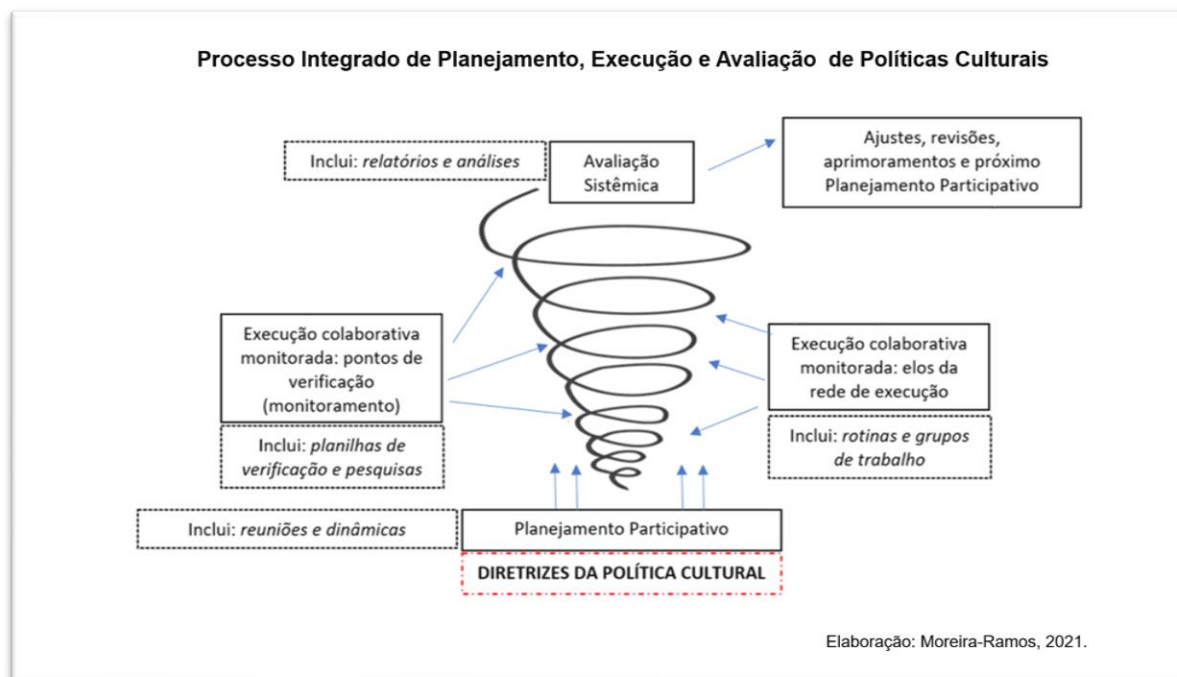 Processo Integrado de Planejamento, Execução e Avaliação de Políticas Culturais
Inclui: relatórios e análises
Avaliação
Sistêmica
Ajustes, revisões,
aprimoramentos e próximo
Planejamento Participativo
Execução colaborativa
monitorada: pontos de
verificação
(monitoramento)
Inclui: planilhas de
verificação e pesquisas
Execução colaborativa
monitorada: elos da
rede de execução
Inclui: rotinas e grupos
de trabalho
Inclui: reuniões e dinâmicas
Planejamento Participativo
DIRETRIZES DA POLÍTICA CULTURAL
Elaboração: Moreira-Ramos, 2021.